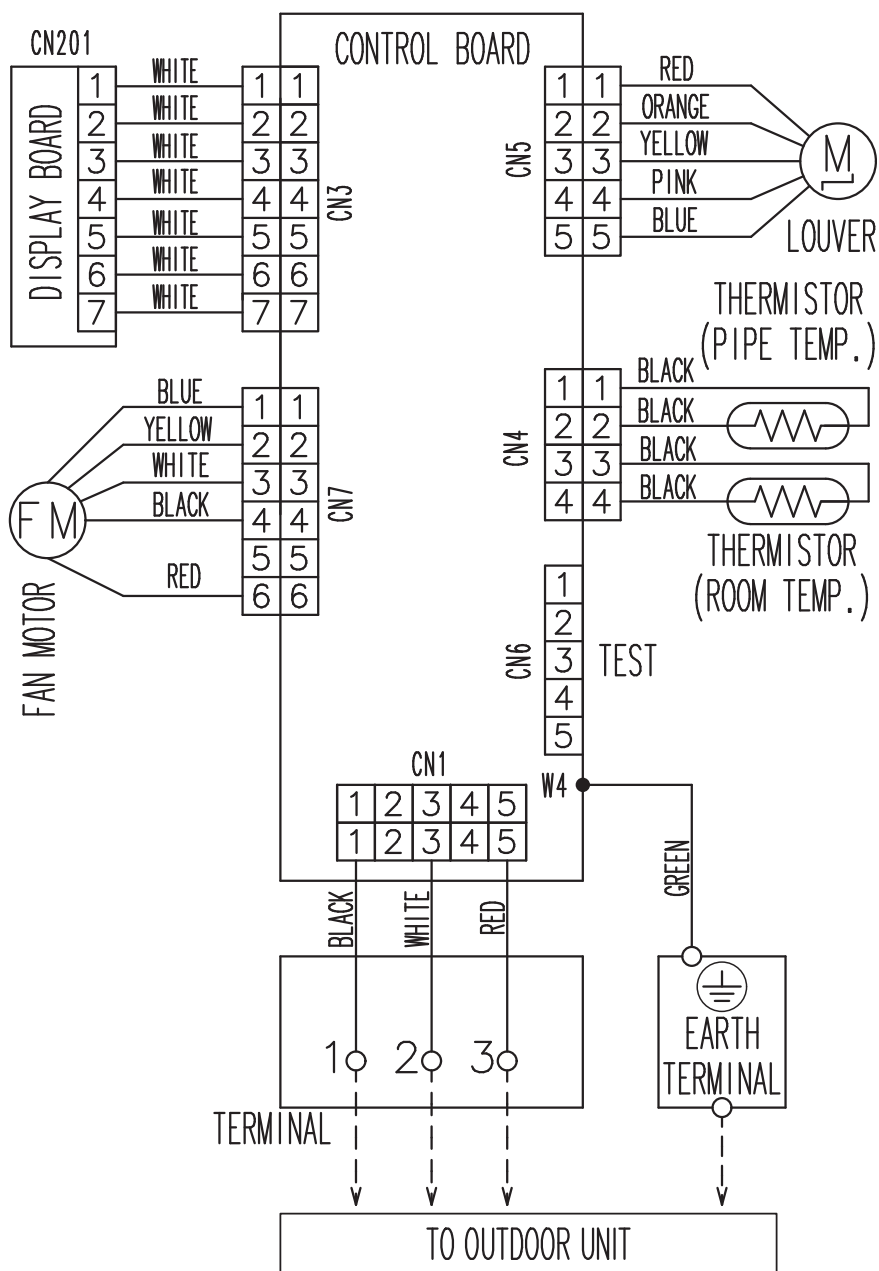 CN201
CONTROL BOARD
DISPLAY BOARD
1
2
3
4
5
6
7
WHITE
WHITE
WHITE
WHITE
WHITE
WHITE
WHITE
1 1
2 2
3 3
4 4
5 5
6 6
7 7
CN3
CN5
1 1
2 2
3 3
4 4
5 5
RED
ORANGE
YELLOW
PINK
BLUE
M
LOUVER
THERMISTOR
(PIPE TEMP.)
CN4
1 1
2 2
3 3
4 4
BLACK
BLACK
BLACK
BLACK
THERMISTOR
(ROOM TEMP.)
FM
FAN MOTOR
BLUE
YELLOW
WHITE
BLACK
RED
1 1
2 2
3 3
4 4
5 5
6 6
CN7
CN6
1
2
3
4
5
TEST
CN1
1 2 3 4 5
1 2 3 4 5
W4
BLACK
WHITE
RED
GREEN
1 2 3
TERMINAL
EARTH
TERMINAL
TO OUTDOOR UNIT